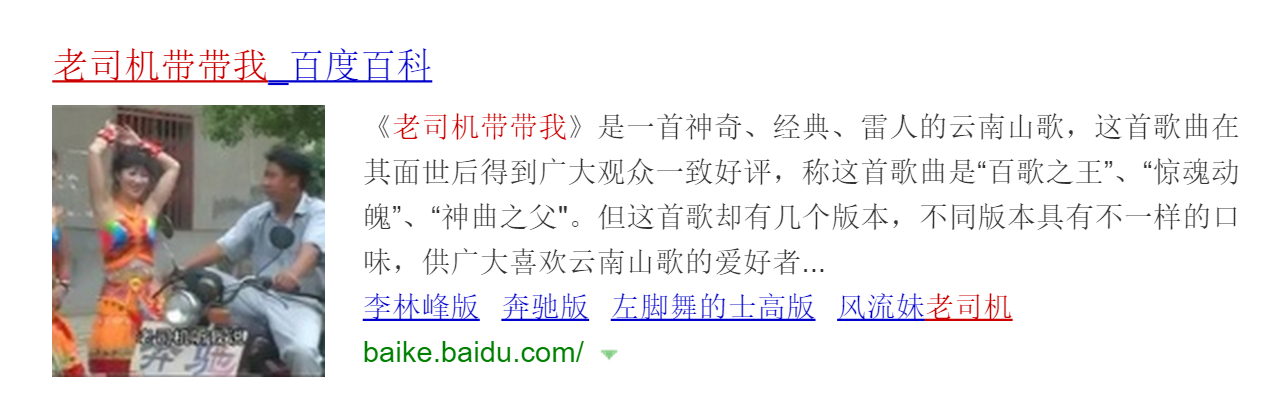 老司机带带我_百度百科
《老司机带带我》是一首神奇、经典、雷人的云南山歌，这首歌曲在
其面世后得到广大观众一致好评，称这首歌曲是“百歌之王”、“惊魂动
魄”、“神曲之父"。但这首歌却有几个版本，不同版本具有不一样的口
味，供广大喜欢云南山歌的爱好者...
李林峰版 奔驰版 左脚舞的士高版 风流妹老司机
baike.baidu.com/
奔驰